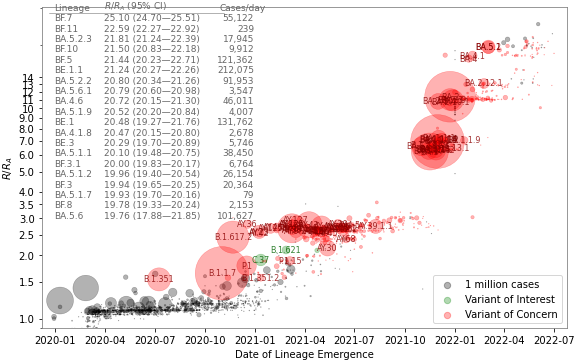 Lineage R/RA (95% CI) Cases/day
BF.7 25.10 (24.70—25.51) 55,122
BF.11 22.59 (22.27—22.92) 239
BA.5.2.3 21.81 (21.24—22.39) 17,945
BF.10 21.50 (20.83—22.18) 9,912
BF.5 21.44 (20.23—22.71) 121,362
BE.1.1 21.24 (20.27—22.26) 212,075
BA.5.2.2 20.80 (20.34—21.26) 91,953
BA.5.6.1 20.79 (20.60—20.98) 3,547
BA.4.6 20.72 (20.15—21.30) 46,011
BA.5.1.9 20.52 (20.20—20.84) 4,007
BE.1 20.48 (19.27—21.76) 131,762
BA.4.1.8 20.47 (20.15—20.80) 2,678
BE.3 20.29 (19.70—20.89) 5,746
BA.5.1.1 20.10 (19.48—20.75) 38,450
BF.3.1 20.00 (19.83—20.17) 6,764
BA.5.1.2 19.96 (19.40—20.54) 26,154
BF.3 19.94 (19.65—20.25) 20,364
BA.5.1.7 19.93 (19.70—20.16) 79
BF.8 19.78 (19.33—20.24) 2,153
BA.5.6 19.76 (17.88—21.85) 101,627
14
13
12
11
10
9.0
8.0
7.0
6.0
5.0
4.0
3.5
3.0
2.5
2.0
1.5
1.0
R/RA
BA.5.1
BA.4.1
BA.4
BA.2.12.1
AY.36
B.1.617.2
AY.39.1.1
AY.68
AY.30
B.1.621
C.37
P.1
P.1.15
B.1.351
B.1.1.7
B.1.351.2
1 million cases
Variant of Interest
Variant of Concern
2020-01 2020-04 2020-07 2020-10 2021-01 2021-04 2021-07 2021-10 2022-01 2022-04 2022-07
Date of Lineage Emergence